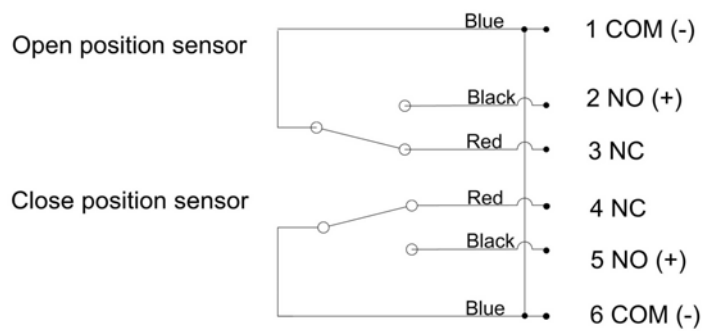 Blue 1 COM (-)
Open position sensor
Black 2 NO (+)
Red 3 NC
Close position sensor Red 4 NC
Black 5 NO (+)
Blue 6 COM (-)